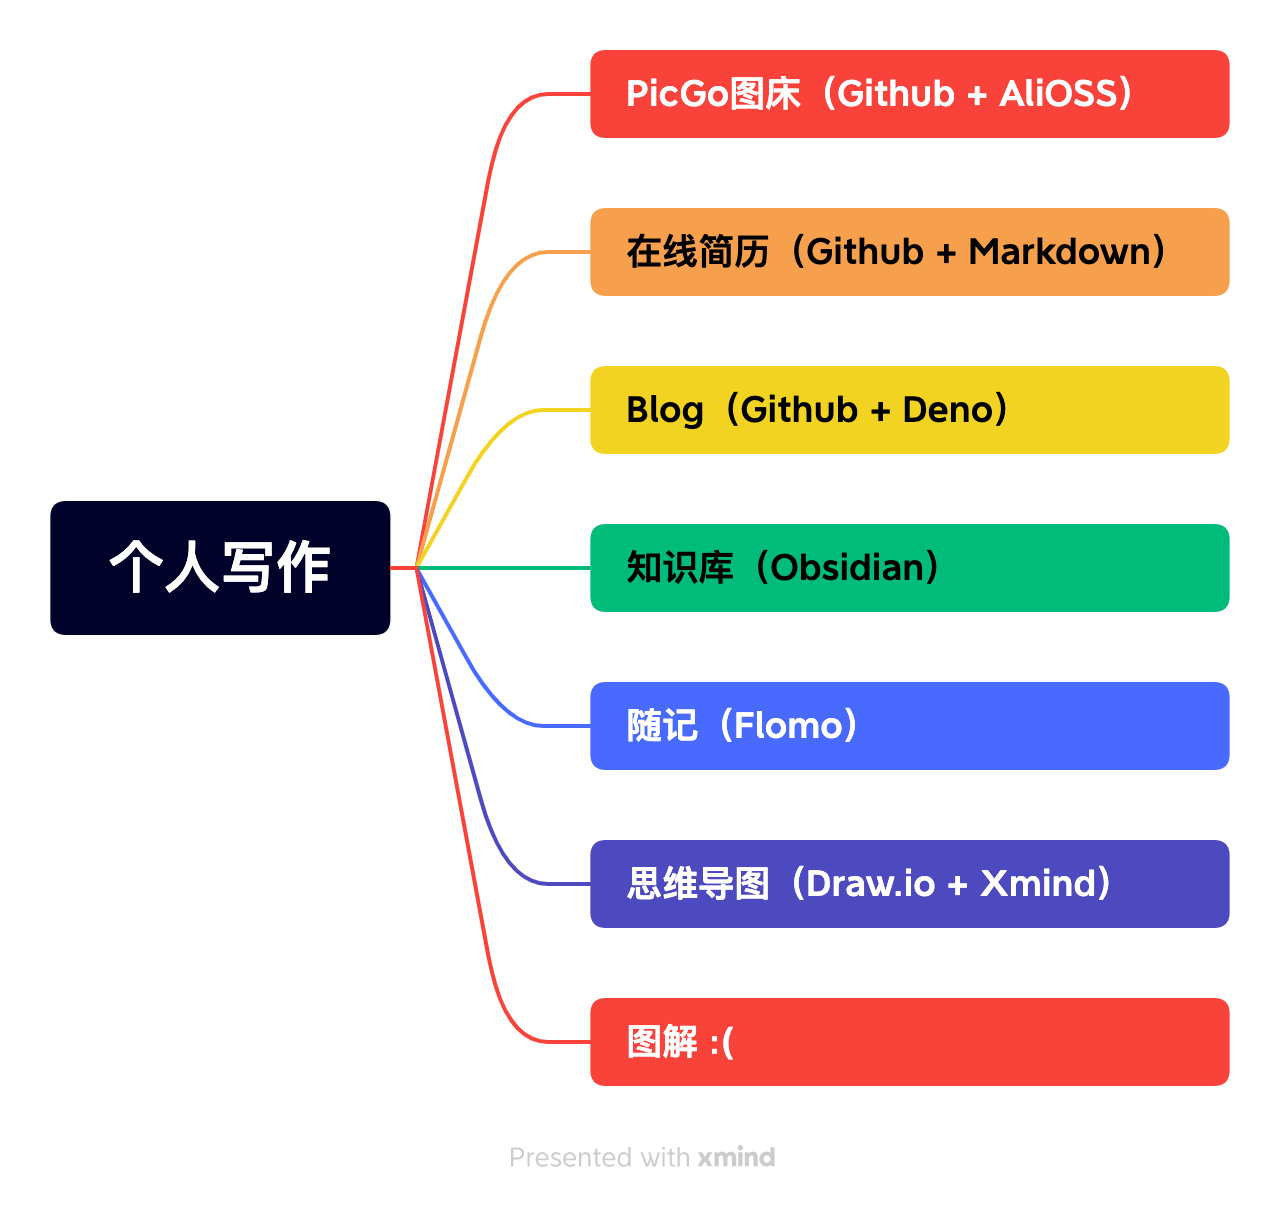 PicGo图床（Github + AliOSS）
在线简历（Github + Markdown）
Blog（Github + Deno）
个人写作
知识库（Obsidian）
随记（Flomo）
思维导图（Draw.io + Xmind）
图解 :(
Presented with xmind